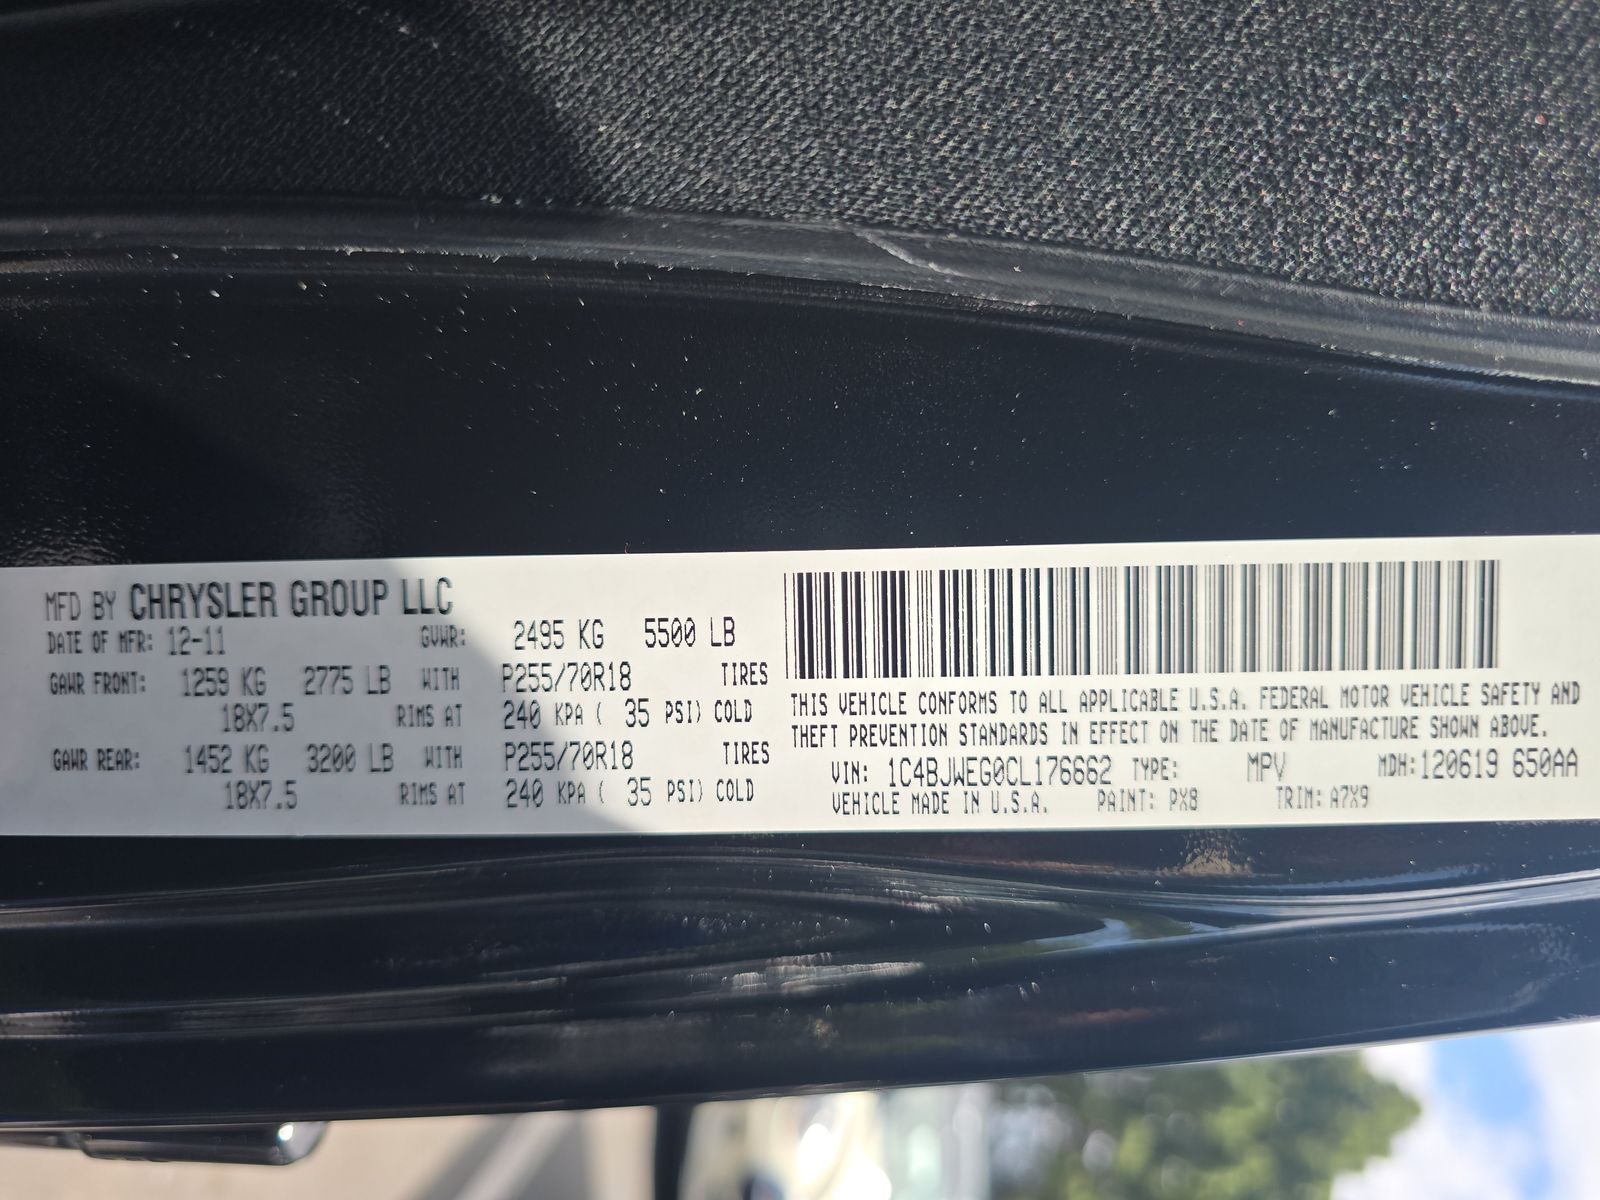 MFD BY CHRYSLER GROUP LLC
DATE OF MFR: 12-11 GVWR: 2495 KG 5500 LB
GAWR FRONT: 1259 KG 2775 LB WITH P255/70R18 TIRES
18X7.5 RIMS AT 240 KPA ( 35 PSI) COLD
GAWR REAR: 1452 KG 3200 LB WITH P255/70R18 TIRES
18X7.5 RIMS AT 240 KPA ( 35 PSI) COLD
THIS VEHICLE CONFORMS TO ALL APPLICABLE U.S.A. FEDERAL MOTOR VEHICLE SAFETY AND
THEFT PREVENTION STANDARDS IN EFFECT ON THE DATE OF MANUFACTURE SHOWN ABOVE.
VIN: 1C4BJWEG0CL176662 TYPE: MPV MDH: 120619 650AA
VEHICLE MADE IN U.S.A. PAINT: PX8 TRIM: A7X9